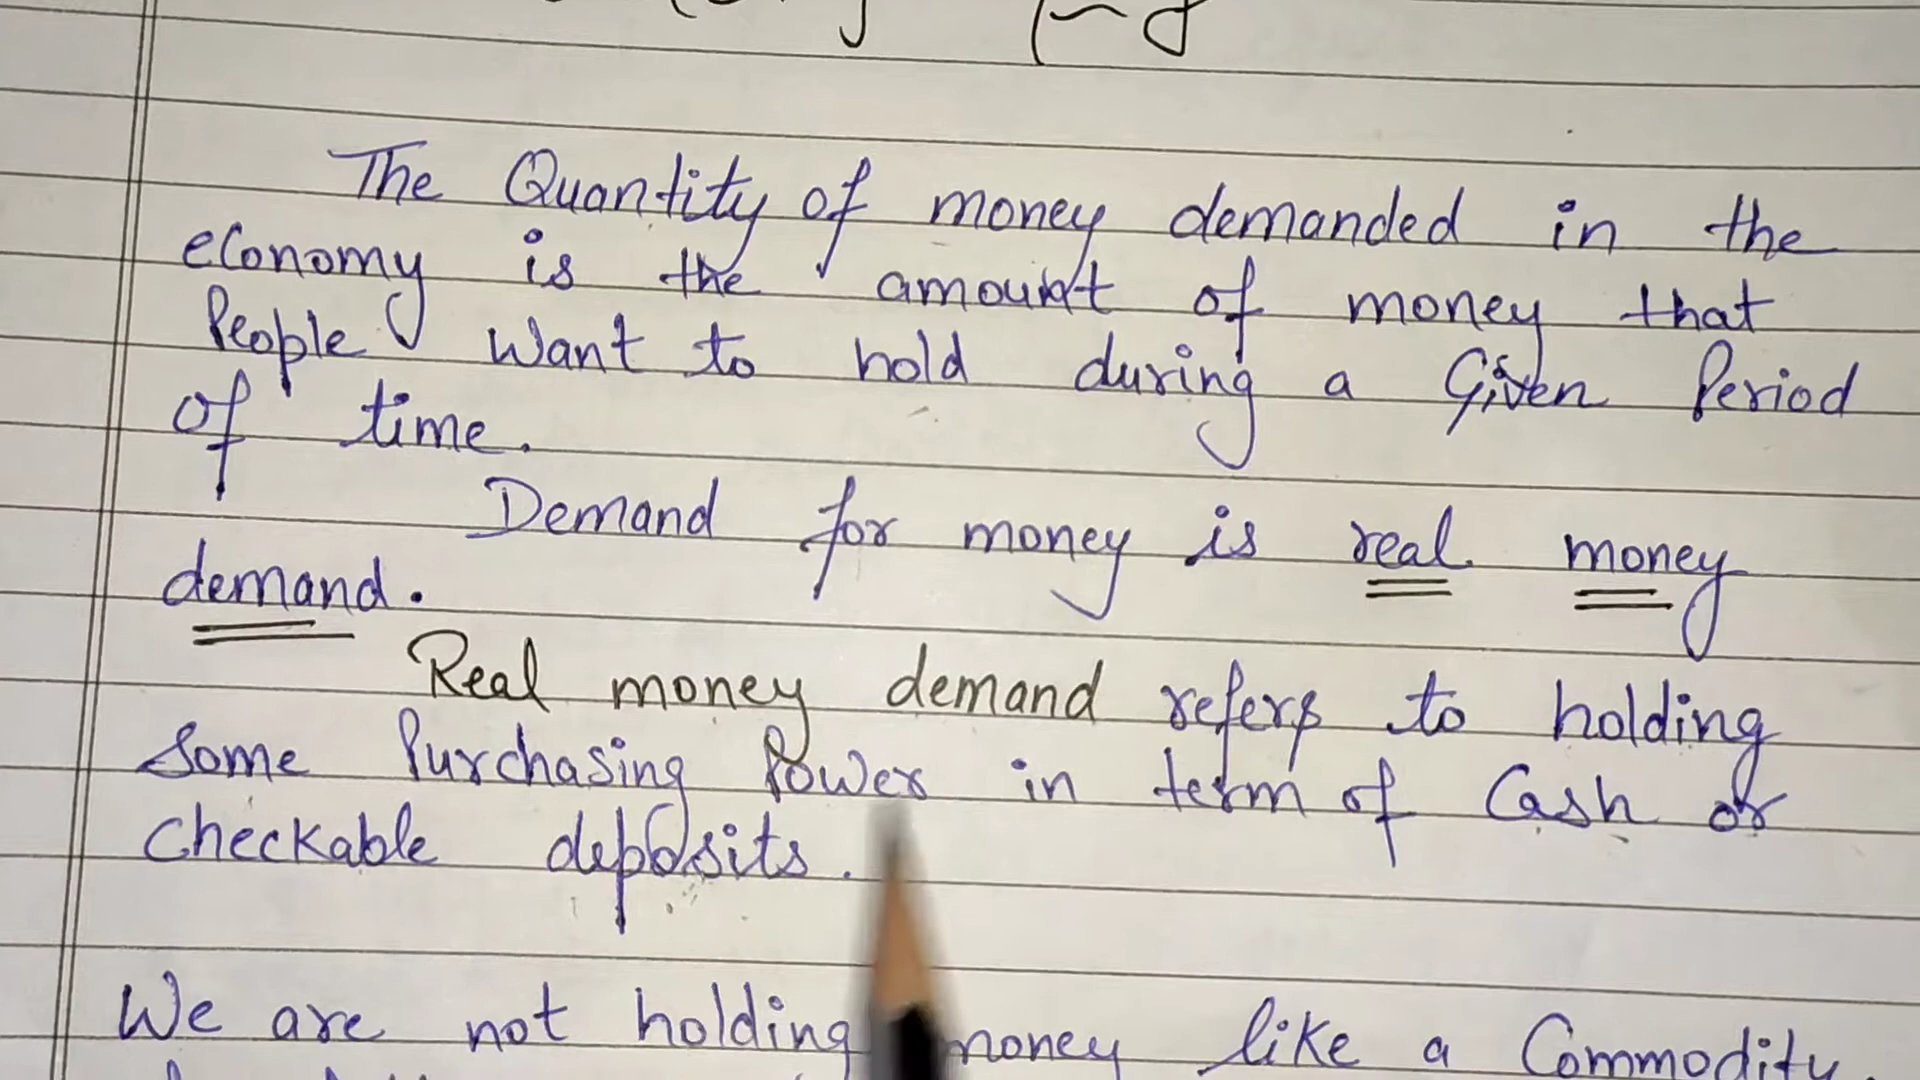 The Quantity of money demanded in the
economy is the amount of money that
People want to hold during a Given Period
of time.
Demand for money is real money
demand.
Real money demand refers to holding
Some Purchasing Power in term of Cash or
Checkable deposits.
We are not holding money like a Commodity.